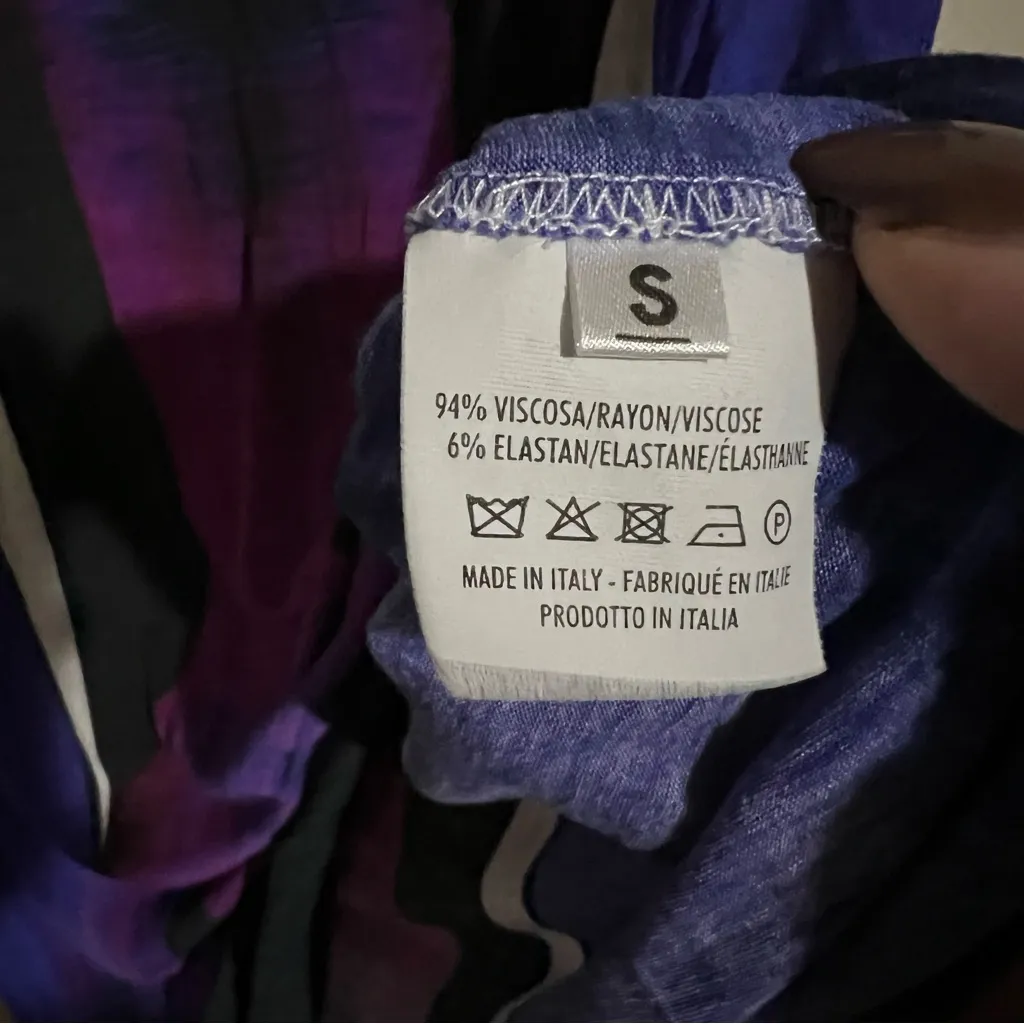 S
94% VISCOSA/RAYON/VISCOSE
6% ELASTAN/ELASTANE/ÉLASTHANNE
P
MADE IN ITALY - FABRIQUÉ EN ITALIE
PRODOTTO IN ITALIA